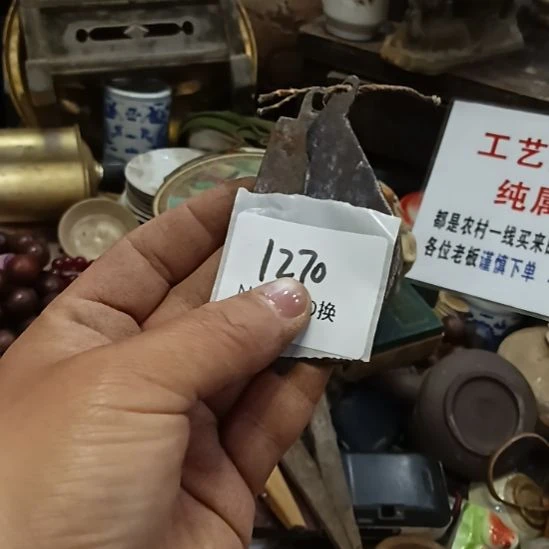 1270
换
工艺
纯属
都是农村一线买来的
各位老板谨慎下单